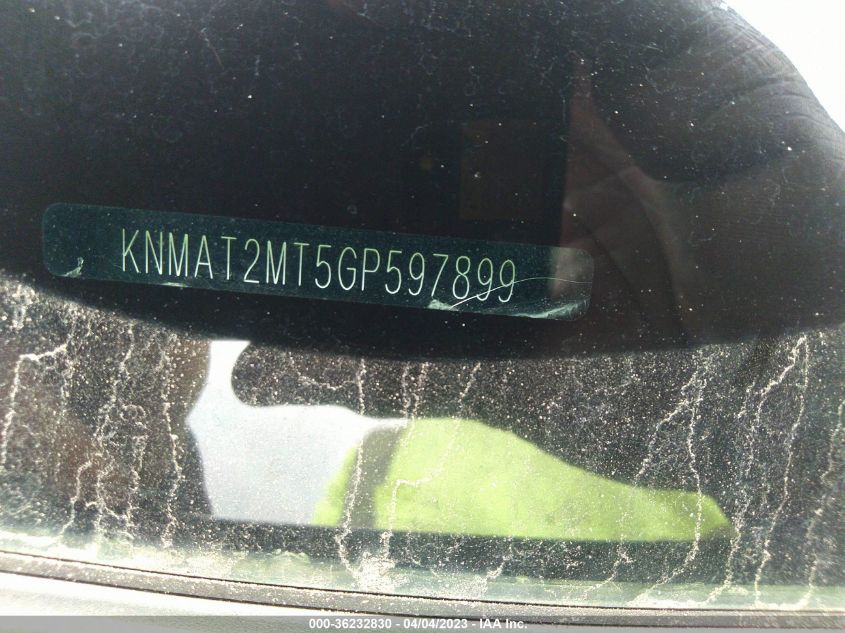 KNMAT2MT5GP597899
000-36232830 - 04/04/2023 - IAA Inc.